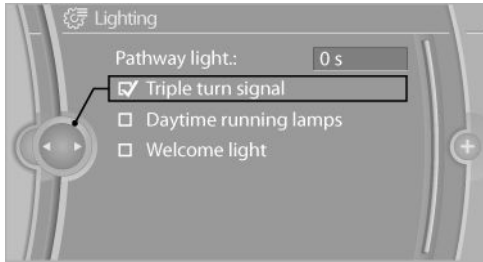 Lighting
Pathway light.: 0 s
Triple turn signal
Daytime running lamps
Welcome light